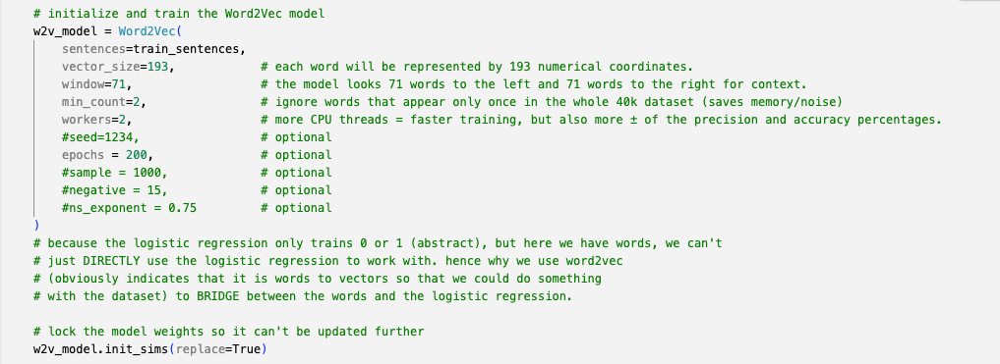 # initialize and train the Word2Vec model
w2v_model = Word2Vec(
    sentences=train_sentences,
    vector_size=193,            # each word will be represented by 193 numerical coordinates.
    window=71,                  # the model looks 71 words to the left and 71 words to the right for context.
    min_count=2,                # ignore words that appear only once in the whole 40k dataset (saves memory/noise)
    workers=2,                  # more CPU threads = faster training, but also more ± of the precision and accuracy percentages.
    #seed=1234,                 # optional
    epochs = 200,               # optional
    #sample = 1000,             # optional
    #negative = 15,             # optional
    #ns_exponent = 0.75         # optional
)
# because the logistic regression only trains 0 or 1 (abstract), but here we have words, we can't
# just DIRECTLY use the logistic regression to work with. hence why we use word2vec
# (obviously indicates that it is words to vectors so that we could do something
# with the dataset) to BRIDGE between the words and the logistic regression.

# lock the model weights so it can't be updated further
w2v_model.init_sims(replace=True)